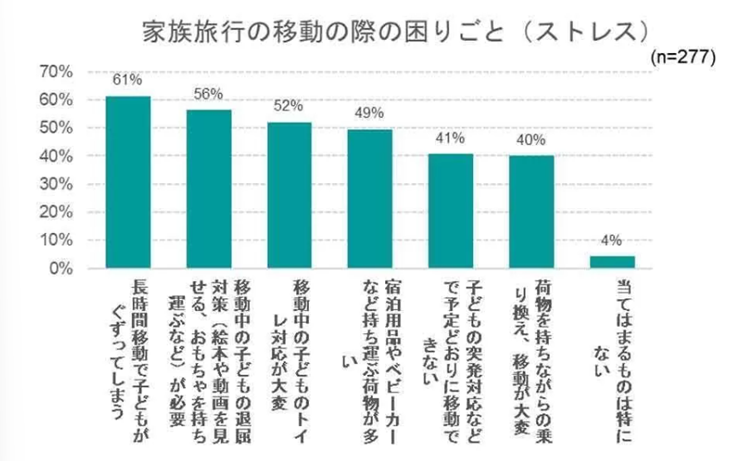 家族旅行の移動の際の困りごと（ストレス）
(n=277)
70%
60%
50%
40%
30%
20%
10%
0%
61%
56%
52%
49%
41%
40%
4%
長時間移動で子どもが
ぐずってしまう
移動中の子どもの退屈
対策（絵本や動画を見
せる、おもちゃを持ち
運ぶなど）が必要
移動中の子どものトイ
レ対応が大変
宿泊用品やベビーカー
など持ち運ぶ荷物が多
い
子どもの突発対応など
で予定どおりに移動で
きない
荷物を持ちながらの乗
り換え、移動が大変
当てはまるものは特に
ない